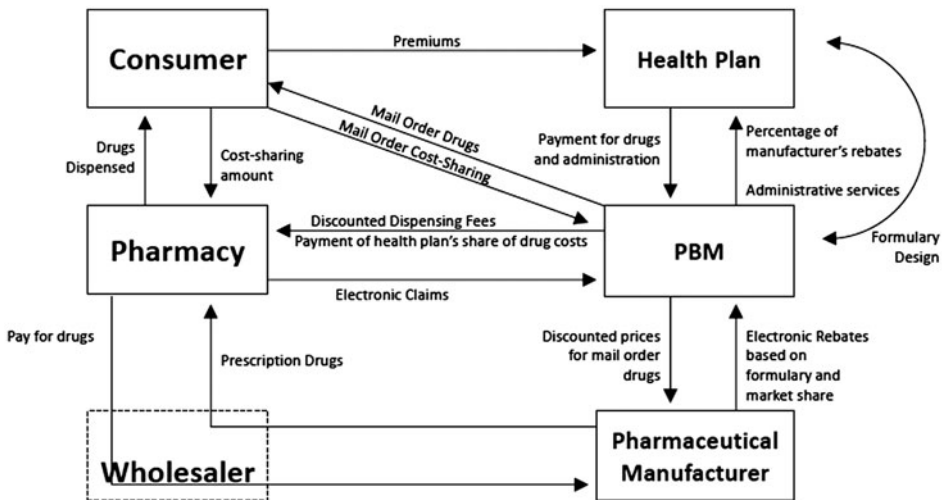 Consumer
Premiums
Health Plan
Mail Order Drugs
Mail Order Cost-Sharing
Drugs
Dispensed
Cost-sharing
amount
Payment for drugs
and administration
Percentage of
manufacturer's rebates
Administrative services
Pharmacy
Discounted Dispensing Fees
Payment of health plan's share of drug costs
PBM
Formulary
Design
Electronic Claims
Pay for drugs
Prescription Drugs
Discounted prices
for mail order
drugs
Electronic Rebates
based on
formulary and
market share
Wholesaler
Pharmaceutical
Manufacturer